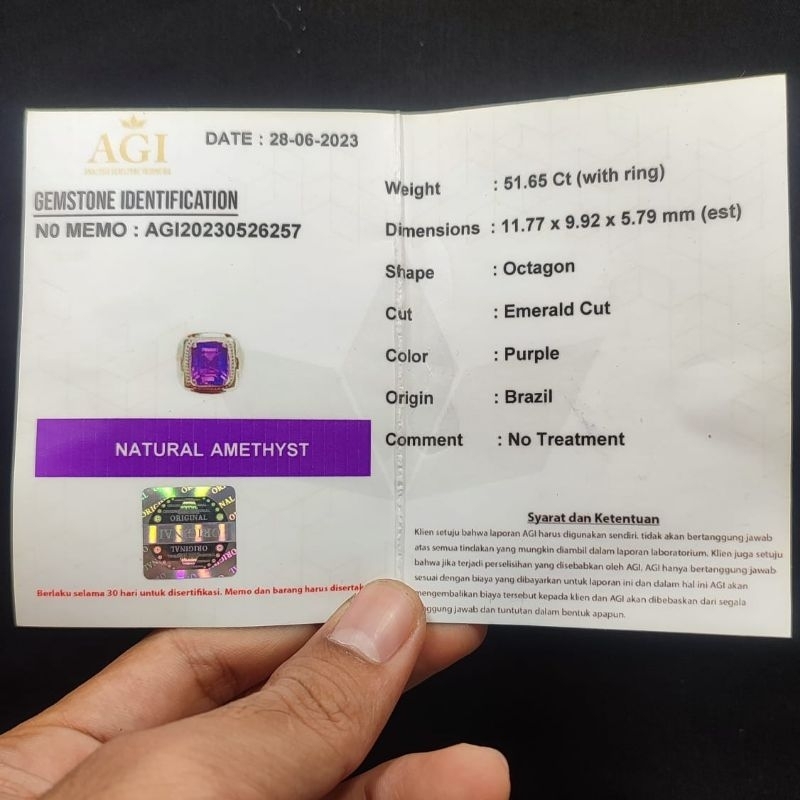 AGI
DATE : 28-06-2023
GEMSTONE IDENTIFICATION
N0 MEMO : AGI20230526257
NATURAL AMETHYST
ORIGINAL
ORIGINAL
Berlaku selama 30 hari untuk disertifikasi. Memo dan barang harus
Weight : 51.65 Ct (with ring)
Dimensions : 11.77 x 9.92 x 5.79 mm (est)
Shape : Octagon
Cut : Emerald Cut
Color : Purple
Origin : Brazil
Comment : No Treatment
Syarat dan Ketentuan
Klien setuju bahwa laporan AGI harus digunakan sendiri. tidak akan bertanggung jawab
atas semua tindakan yang mungkin diambil dalam laporan laboratorium. Klien juga setuju
bahwa jika terjadi perselisihan yang disebabkan oleh AGI. AGI hanya bertanggung jawab
sesuai dengan biaya yang dibayarkan untuk laporan ini dan dalam hal ini AGI akan
mengembalikan biaya tersebut kepada klien dan AGI akan dibebaskan dari segala
jawab dan tuntutan dalam bentuk apapun.